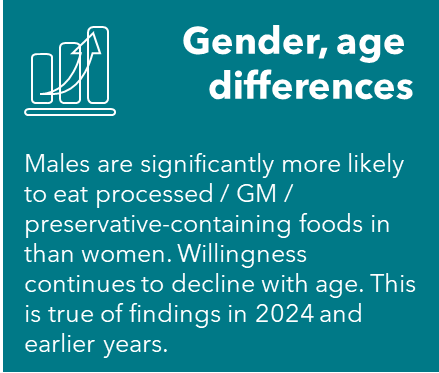 Gender, age
differences
Males are significantly more likely
to eat processed / GM /
preservative-containing foods in
than women. Willingness
continues to decline with age. This
is true of findings in 2024 and
earlier years.